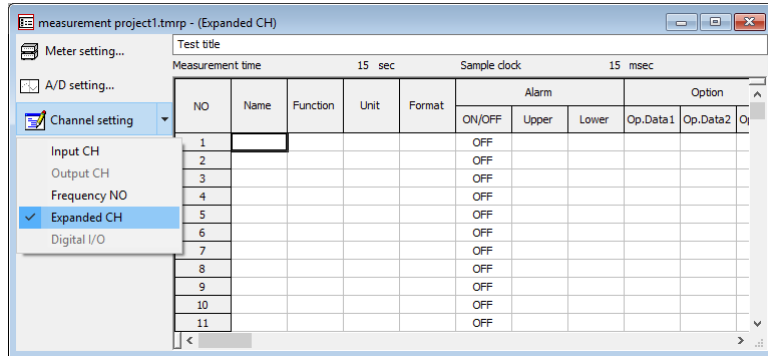 measurement project1.tmrp - (Expanded CH)
Meter setting...
A/D setting...
Channel setting
Input CH
Output CH
Frequency NO
Expanded CH
Digital I/O
Test title
Measurement time 15 sec Sample clock 15 msec
NO Name Function Unit Format Alarm Option
ON/OFF Upper Lower Op.Data1 Op.Data2
1 OFF
2 OFF
3 OFF
4 OFF
5 OFF
6 OFF
7 OFF
8 OFF
9 OFF
10 OFF
11 OFF